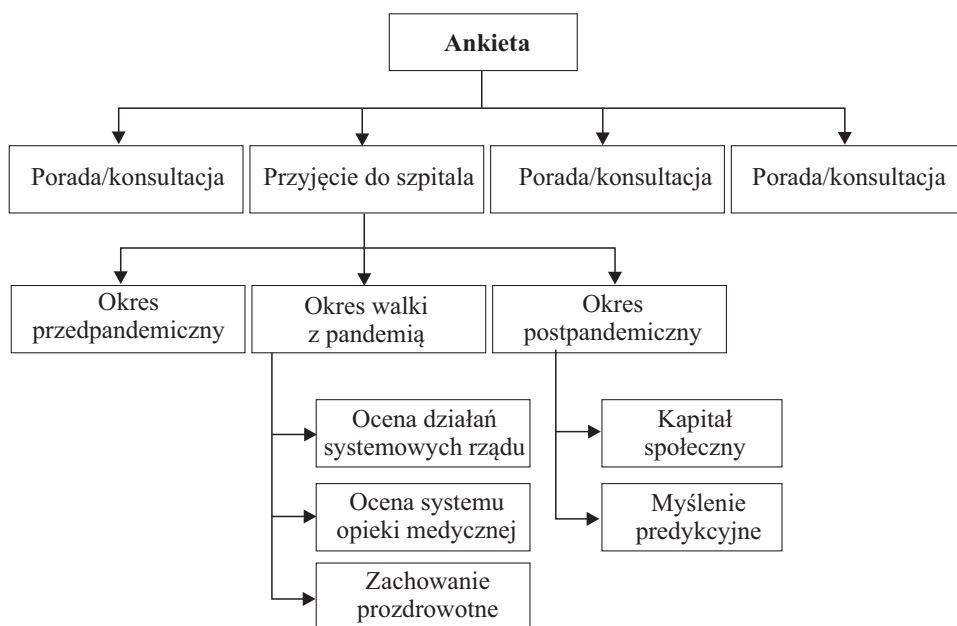 Ankieta
Porada/konsultacja
Przyjęcie do szpitala
Porada/konsultacja
Porada/konsultacja
Okres
przedpandemiczny
Okres walki
z pandemią
Okres
postpandemiczny
Ocena działań
systemowych rządu
Kapitał
społeczny
Ocena systemu
opieki medycznej
Myślenie
predykcyjne
Zachowanie
prozdrowotne